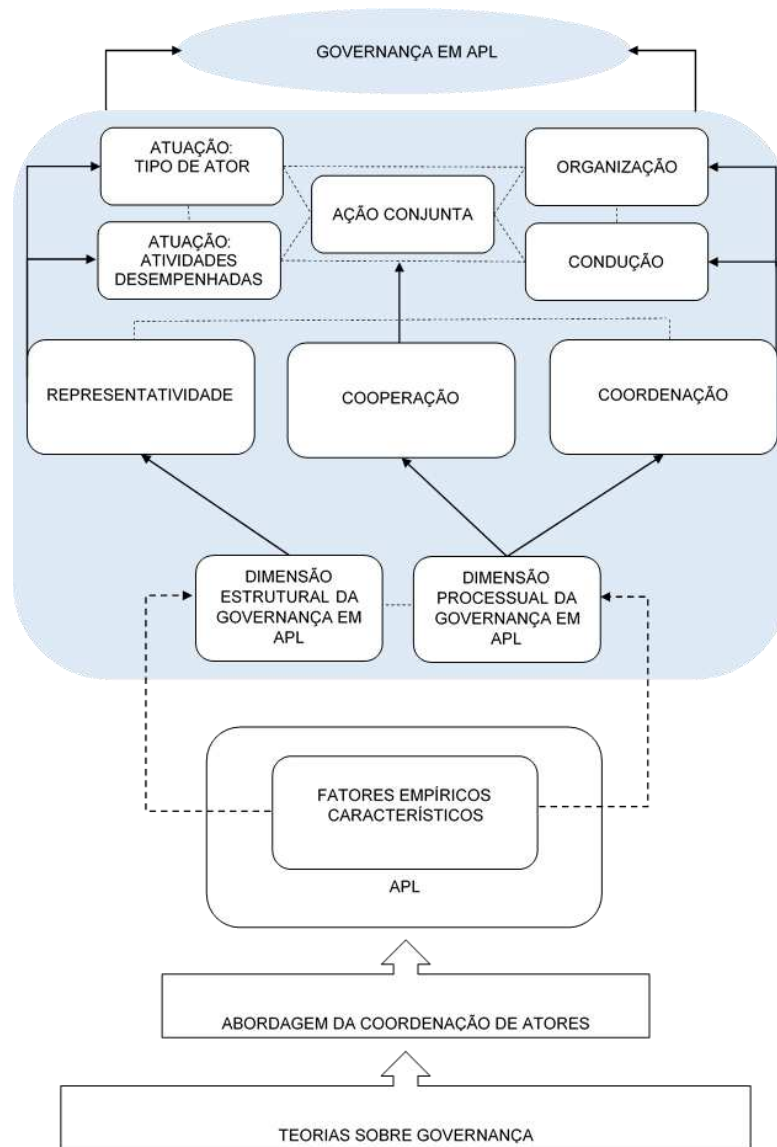 GOVERNANÇA EM APL
ATUAÇÃO:
TIPO DE ATOR
ORGANIZAÇÃO
AÇÃO CONJUNTA
ATUAÇÃO:
ATIVIDADES
DESEMPENHADAS
CONDUÇÃO
REPRESENTATIVIDADE
COOPERAÇÃO
COORDENAÇÃO
DIMENSÃO
ESTRUTURAL DA
GOVERNANÇA EM
APL
DIMENSÃO
PROCESSUAL DA
GOVERNANÇA EM
APL
FATORES EMPÍRICOS
CARACTERÍSTICOS
APL
ABORDAGEM DA COORDENAÇÃO DE ATORES
TEORIAS SOBRE GOVERNANÇA